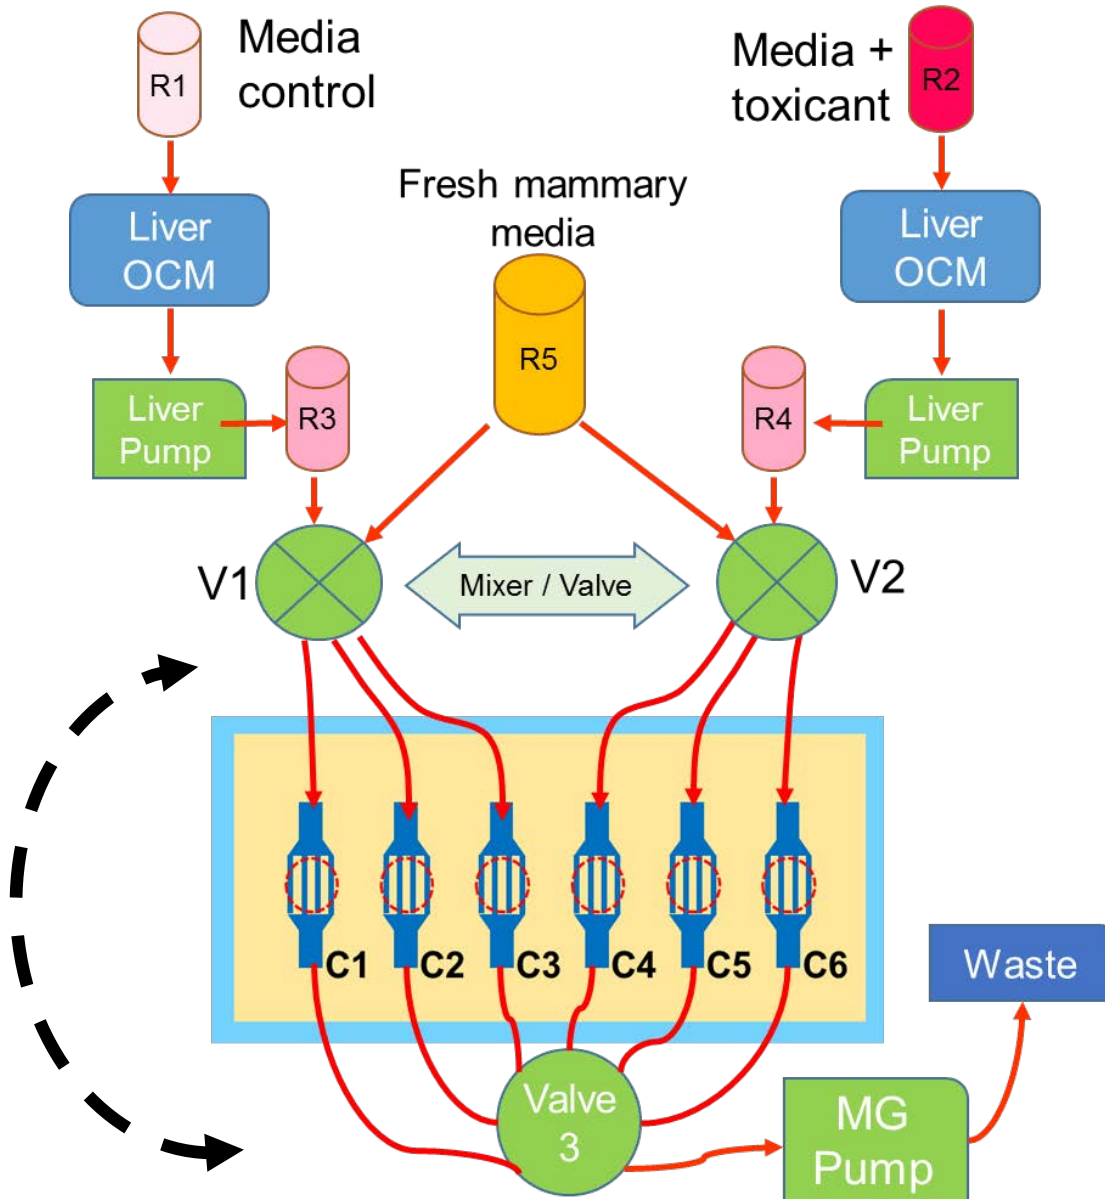 R1
Media
control
Media +
toxicant
R2
Liver
OCM
Fresh mammary
media
Liver
OCM
R5
Liver
Pump
R3
R4
Liver
Pump
V1
Mixer / Valve
V2
C1
C2
C3
C4
C5
C6
Waste
Valve
3
MG
Pump